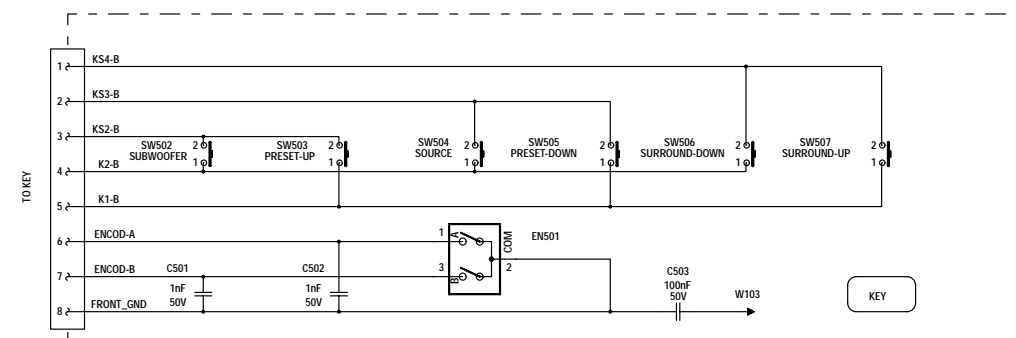 1 KS4-B
2 KS3-B
3 KS2-B
SW502 2
SUBWOOFER 1
SW503 2
PRESET-UP 1
SW504 2
SOURCE 1
SW505 2
PRESET-DOWN 1
SW506 2
SURROUND-DOWN 1
SW507 2
SURROUND-UP 1
4 K2-B
TO KEY
5 K1-B
6 ENCOD-A
1 A COM EN501
7 ENCOD-B
C501
1nF
50V
C502
1nF
50V
3 B 2
8 FRONT_GND
C503
100nF
50V
W103
KEY